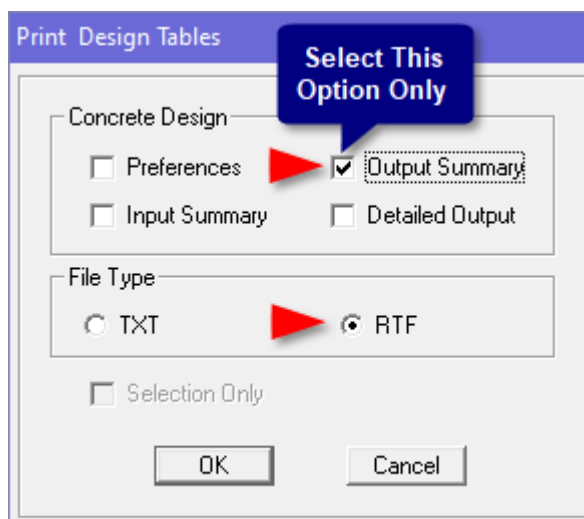 Print Design Tables
Select This
Option Only
Concrete Design
Preferences
Output Summary
Input Summary
Detailed Output
File Type
TXT
RTF
Selection Only
OK
Cancel